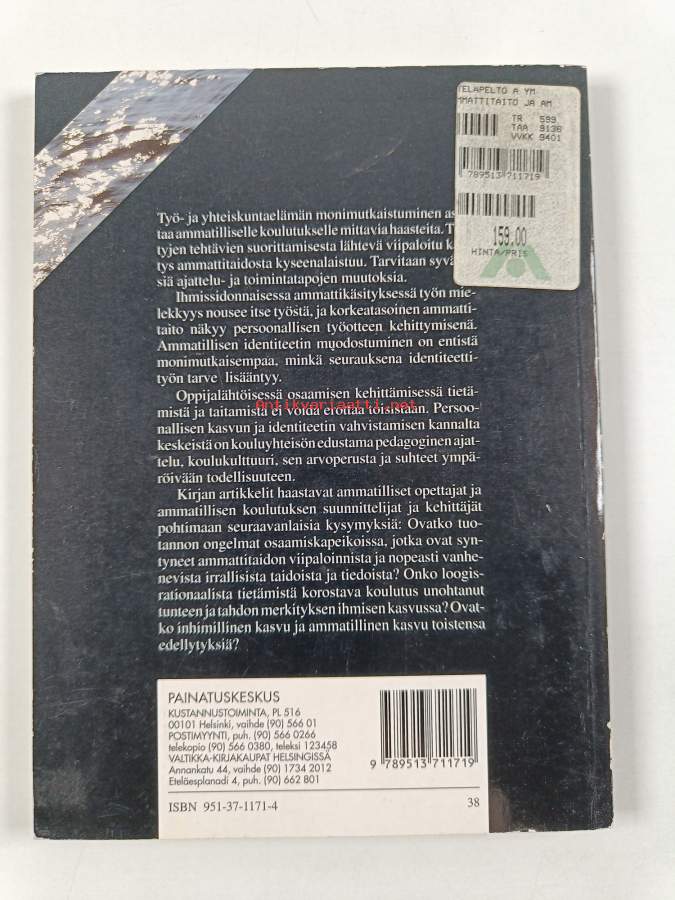 TELÄPELTO A YM
MMATTITAITO JA AM
TR 599
TAA 9136
VVKK 9401
789513 711719
159.00
HINTA/PRIS
Työ- ja yhteiskuntaelämän monimutkaistuminen as
taa ammatilliselle koulutukselle mittavia haasteita. T
tyjen tehtävien suorittamisesta lähtevä viipaloitu k
tys ammattitaidosta kyseenalaistuu. Tarvitaan syv
siä ajattelu- ja toimintatapojen muutoksia.
Ihmissidonnaisessa ammattikäsityksessä työn mie-
lekkyys nousee itse työstä, ja korkeatasoinen ammatti-
taito näkyy persoonallisen työotteen kehittymisenä.
Ammatillisen identiteetin muodostuminen on entistä
monimutkaisempaa, minkä seurauksena identiteetti-
työn tarve lisääntyy.
Oppijalähtöisessä osaamisen kehittämisessä tietä-
mistä ja taitamista ei voida erottaa toisistaan. Persoo-
Antikvariaatti.net
nallisen kasvun ja identiteetin vahvistamisen kannalta
keskeistä on kouluyhteisön edustama pedagoginen ajat-
telu, koulukulttuuri, sen arvoperusta ja suhteet ympä-
röivään todellisuuteen.
Kirjan artikkelit haastavat ammatilliset opettajat ja
ammatillisen koulutuksen suunnittelijat ja kehittäjät
pohtimaan seuraavanlaisia kysymyksiä: Ovatko tuo-
tannon ongelmat osaamiskapeikoissa, jotka ovat syn-
tyneet ammattitaidon viipaloinnista ja nopeasti vanhe-
nevista irrallisista taidoista ja tiedoista? Onko loogis-
rationaalista tietämistä korostava koulutus unohtanut
tunteen ja tahdon merkityksen ihmisen kasvussa? Ovat-
ko inhimillinen kasvu ja ammatillinen kasvu toistensa
edellytyksiä?
PAINATUSKESKUS
KUSTANNUSTOIMINTA, PL 516
00101 Helsinki, vaihde (90) 566 01
POSTIMYYNTI, puh. (90) 566 0266
telekopio (90) 566 0380, teleksi 123458
VALTIKKA-KIRJAKAUPAT HELSINGISSÄ
Annankatu 44, vaihde (90) 1734 2012
Eteläesplanadi 4, puh. (90) 662 801
9 789513 711719
ISBN 951-37-1171-4
38